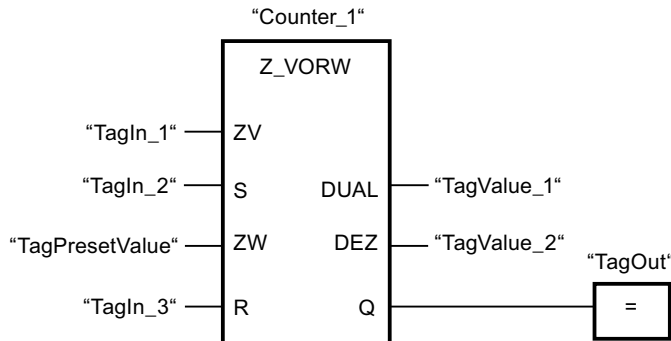 “Counter_1“
Z_VORW
“TagIn_1“ ZV
“TagIn_2“ S DUAL “TagValue_1“
“TagPresetValue“ ZW DEZ “TagValue_2“
“TagOut“
“TagIn_3“ R Q =